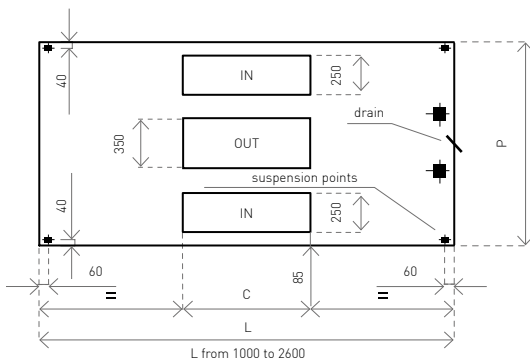 40
IN
250
drain
350
OUT
P
suspension points
40
IN
250
60
=
C
85
=
60
L
L from 1000 to 2600